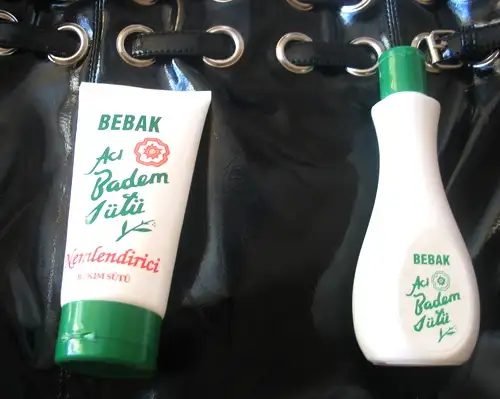 BEBAK
Acı
Badem
Sütü
Nemlendirici
BAKIM SÜTÜ
BEBAK
Acı
Badem
Sütü